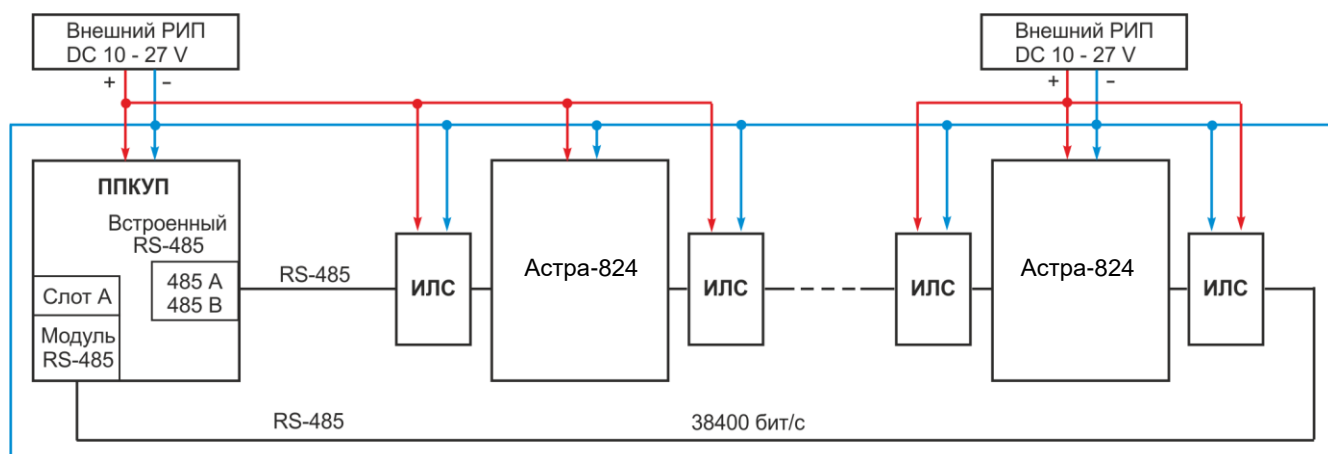 Внешний РИП
DC 10 - 27 V
+
–
Внешний РИП
DC 10 - 27 V
+
–
ППКУП
Встроенный
RS-485
485 A
485 B
Слот А
Модуль
RS-485
RS-485
ИЛС
Астра-824
ИЛС
ИЛС
Астра-824
ИЛС
RS-485
38400 бит/с